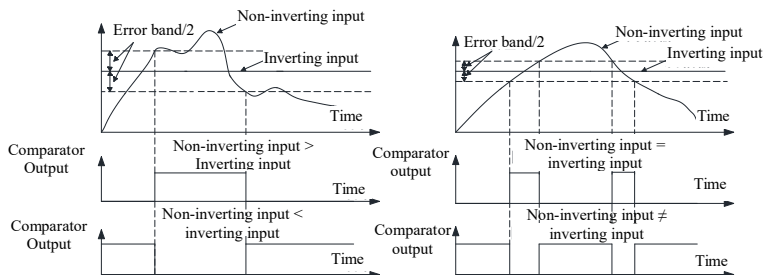 Non-inverting input
Error band/2
Inverting input
Time
Comparator
Output
Non-inverting input >
Inverting input
Time
Comparator
Output
Non-inverting input <
inverting input
Time
Non-inverting input
Error band/2
Inverting input
Time
Comparator
output
Non-inverting input =
inverting input
Time
Comparator
output
Non-inverting input ≠
inverting input
Time